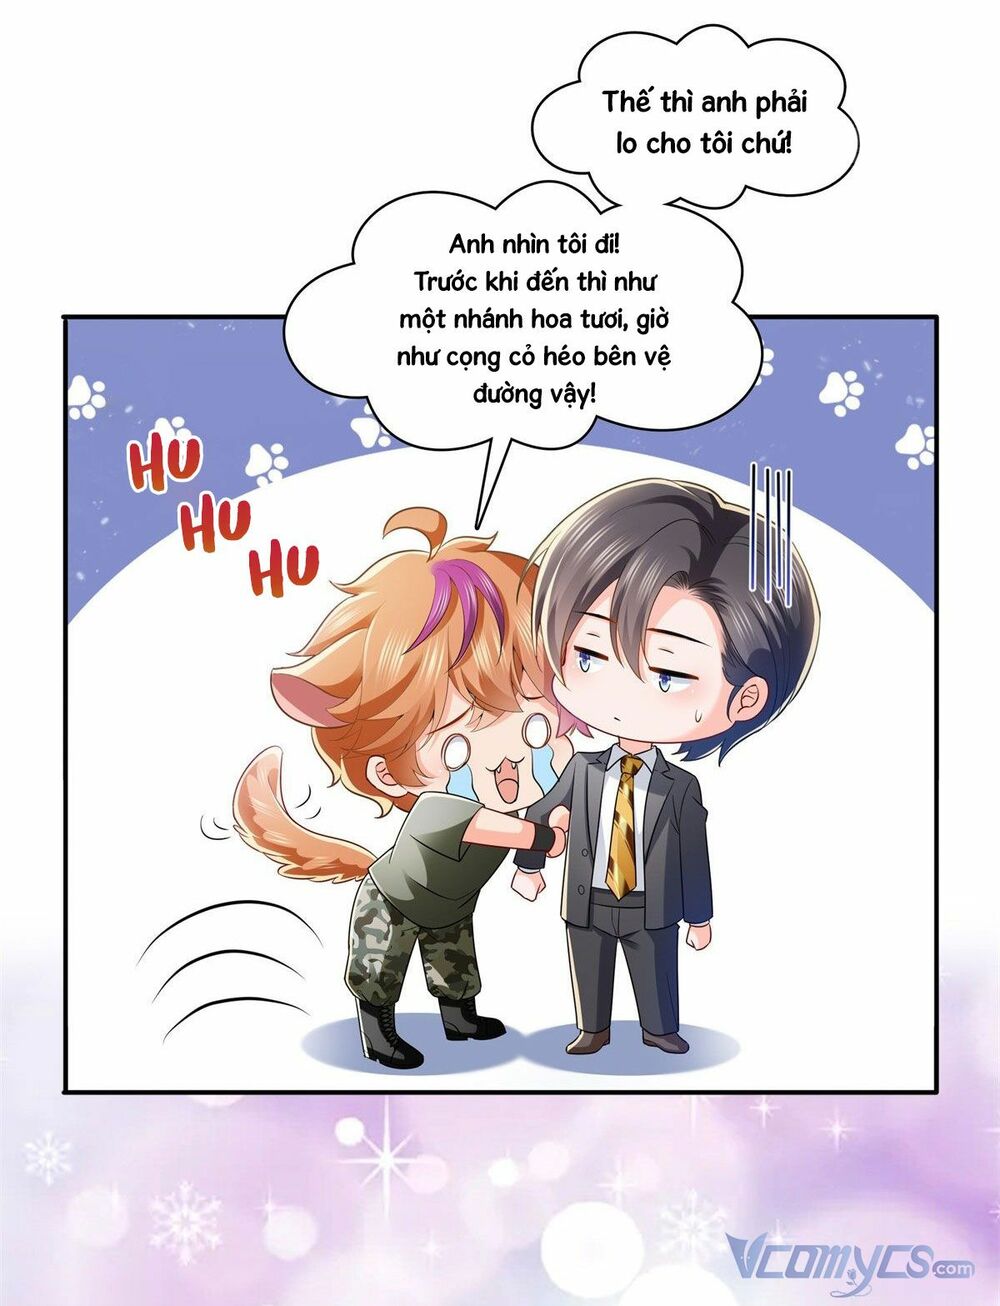 Thế thì anh phải
lo cho tôi chứ!
Anh nhìn tôi đi!
Trước khi đến thì như
một nhánh hoa tươi, giờ
như cọng cỏ héo bên vệ
đường vậy!
HU
HU
HU
VCOMYCS.com